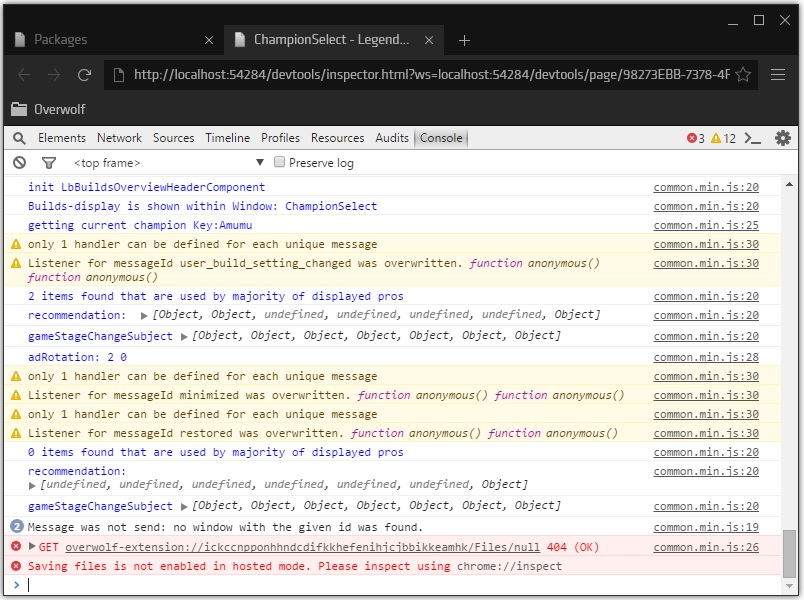 Packages
ChampionSelect - Legend...
http://localhost:54284/devtools/inspector.html?ws=localhost:54284/devtools/page/98273EBB-7378-4F
Overwolf
Elements Network Sources Timeline Profiles Resources Audits Console 3 12
<top frame> Preserve log
init LbBuildsOverviewHeaderComponent common.min.js:20
Builds-display is shown within Window: ChampionSelect common.min.js:20
getting current champion Key:Amumu common.min.js:25
only 1 handler can be defined for each unique message common.min.js:30
Listener for messageId user_build_setting_changed was overwritten. function anonymous() common.min.js:30
function anonymous()
2 items found that are used by majority of displayed pros common.min.js:20
recommendation: [Object, Object, undefined, undefined, undefined, undefined, Object] common.min.js:20
gameStageChangeSubject [Object, Object, Object, Object, Object, Object, Object] common.min.js:20
adRotation: 2 0 common.min.js:28
only 1 handler can be defined for each unique message common.min.js:30
Listener for messageId minimized was overwritten. function anonymous() function anonymous() common.min.js:30
only 1 handler can be defined for each unique message common.min.js:30
Listener for messageId restored was overwritten. function anonymous() function anonymous() common.min.js:30
0 items found that are used by majority of displayed pros common.min.js:20
recommendation: common.min.js:20
[undefined, undefined, undefined, undefined, undefined, undefined, Object]
gameStageChangeSubject [Object, Object, Object, Object, Object, Object, Object] common.min.js:20
2 Message was not send: no window with the given id was found. common.min.js:19
GET overwolf-extension://ickccnpponhhndcdifkkhefenihjcjbbikkeamhk/Files/null 404 (OK) common.min.js:26
Saving files is not enabled in hosted mode. Please inspect using chrome://inspect